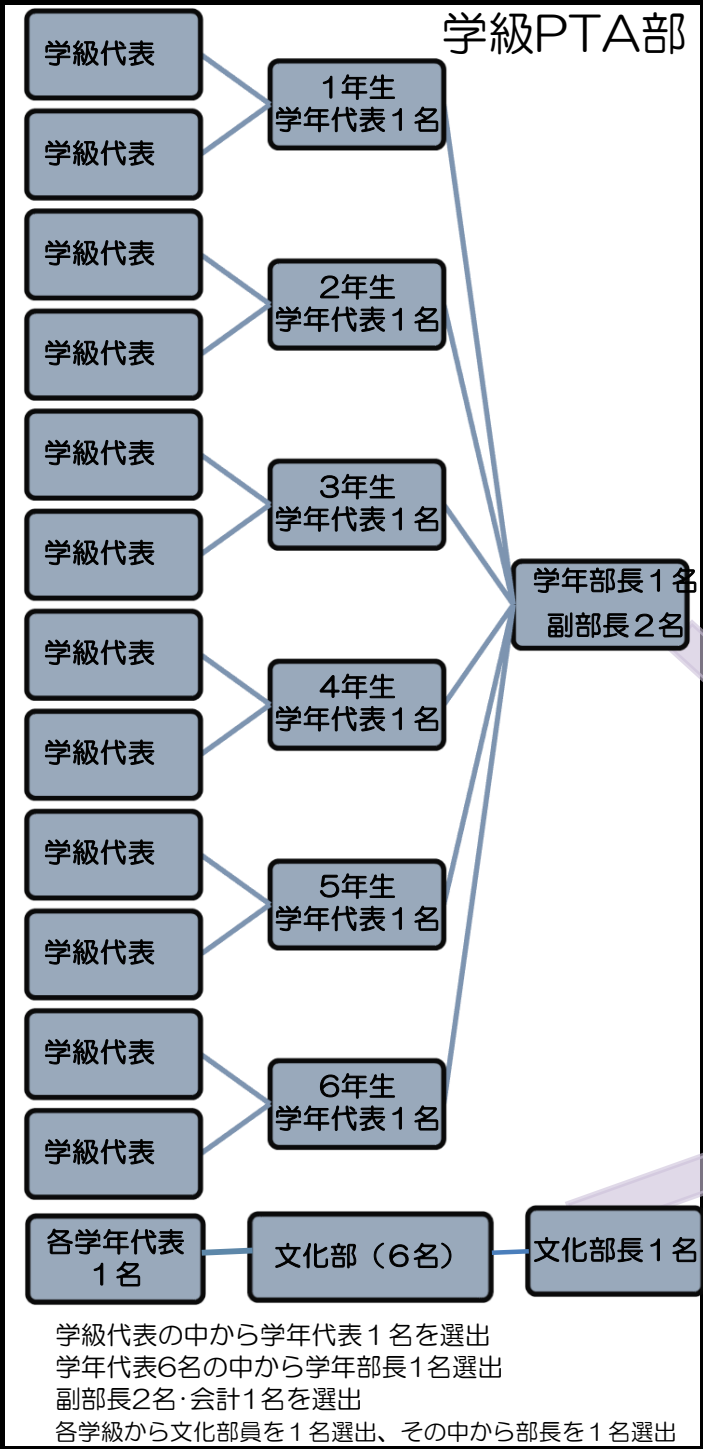 学級PTA部
学級代表
学級代表
1年生
学年代表１名
学級代表
学級代表
2年生
学年代表１名
学級代表
学級代表
3年生
学年代表１名
学級代表
学級代表
4年生
学年代表１名
学級代表
学級代表
5年生
学年代表１名
学級代表
学級代表
6年生
学年代表１名
学年部長１名
副部長２名
各学年代表
１名
文化部（６名）
文化部長１名
学級代表の中から学年代表１名を選出
学年代表6名の中から学年部長1名選出
副部長2名･会計1名を選出
各学級から文化部員を１名選出、その中から部長を１名選出